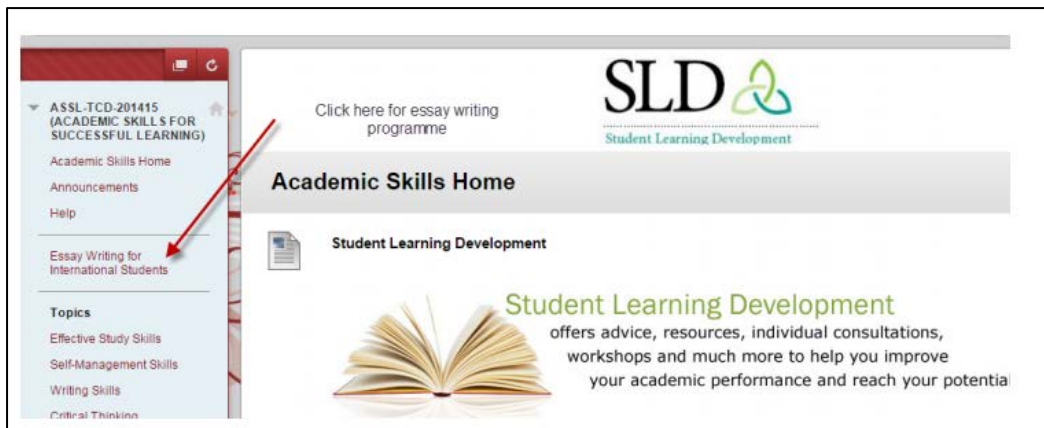 ASSL-TCD-201415
(ACADEMIC SKILLS FOR
SUCCESSFUL LEARNING)
Academic Skills Home
Announcements
Help
Essay Writing for
International Students
Topics
Effective Study Skills
Self-Management Skills
Writing Skills
Critical Thinking
Click here for essay writing
programme
SLD
Student Learning Development
Academic Skills Home
Student Learning Development
Student Learning Development
offers advice, resources, individual consultations,
workshops and much more to help you improve
your academic performance and reach your potential